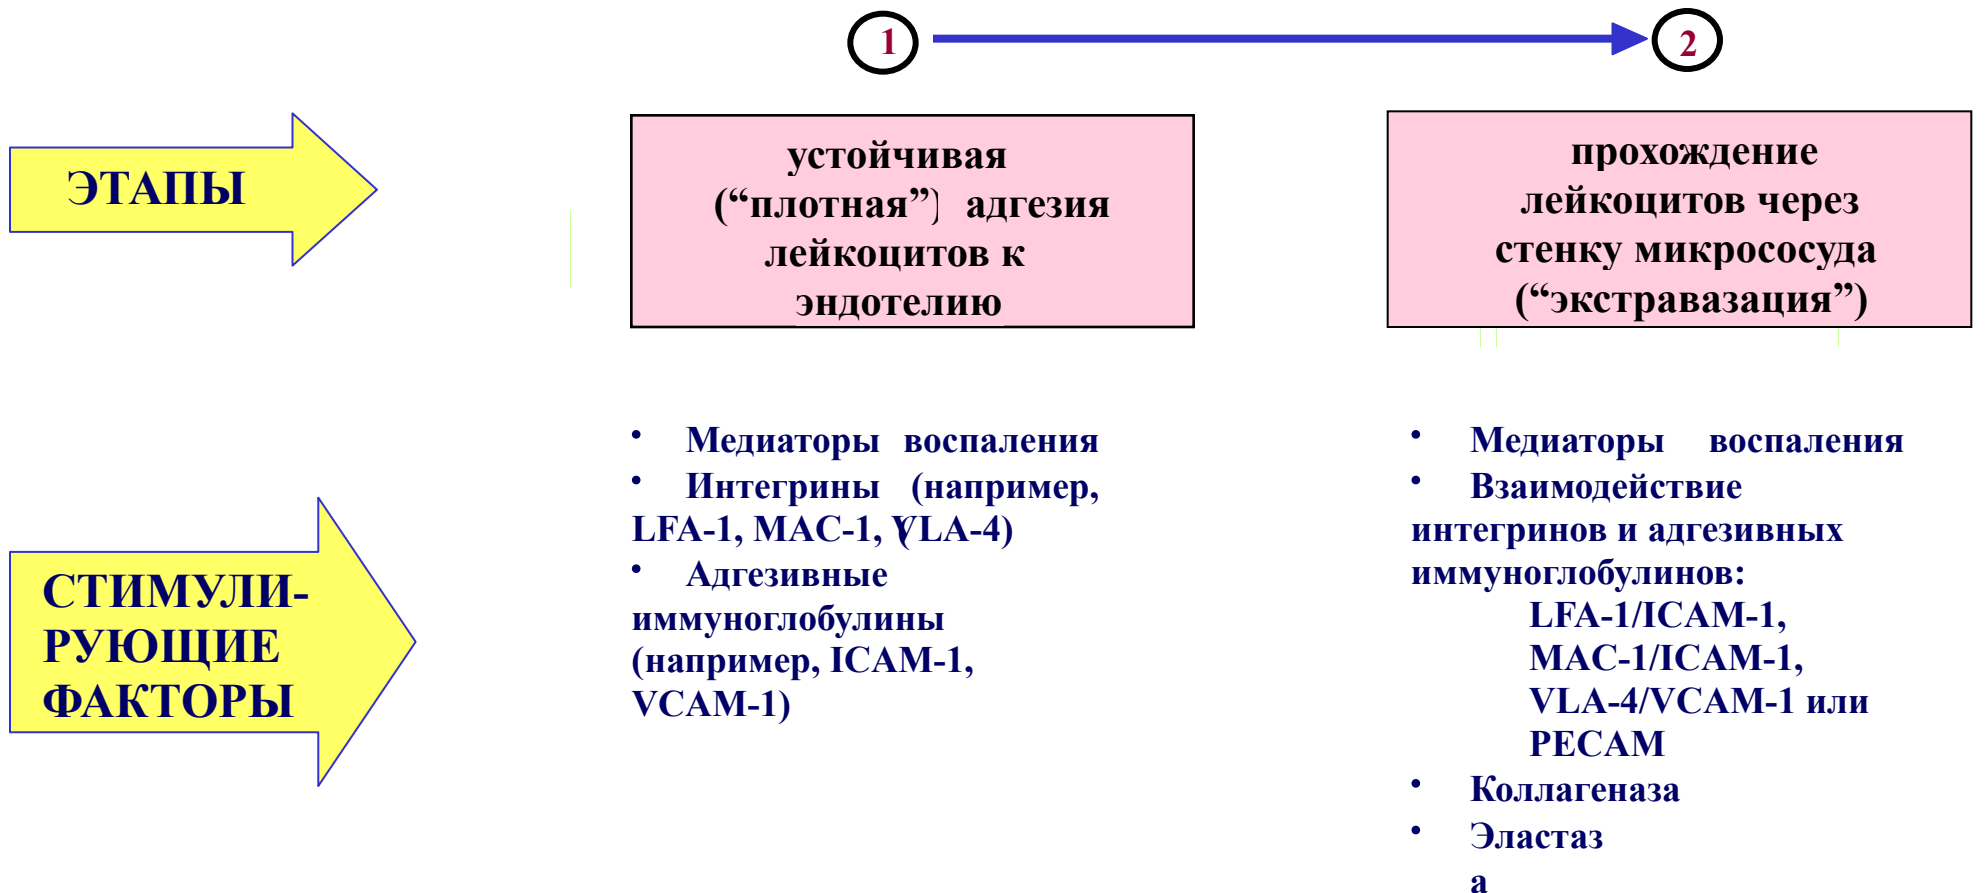 1
2
ЭТАПЫ
устойчивая
(“плотная”) адгезия
лейкоцитов к
эндотелию
прохождение
лейкоцитов через
стенку микрососуда
(“экстравазация”)
СТИМУЛИ-
РУЮЩИЕ
ФАКТОРЫ
• Медиаторы воспаления
• Интегрины (например,
LFA-1, MAC-1, VLA-4)
• Адгезивные
иммуноглобулины
(например, ICAM-1,
VCAM-1)
• Медиаторы воспаления
• Взаимодействие
интегринов и адгезивных
иммуноглобулинов:
LFA-1/ICAM-1,
MAC-1/ICAM-1,
VLA-4/VCAM-1 или
PECAM
• Коллагеназа
• Эластаз
а